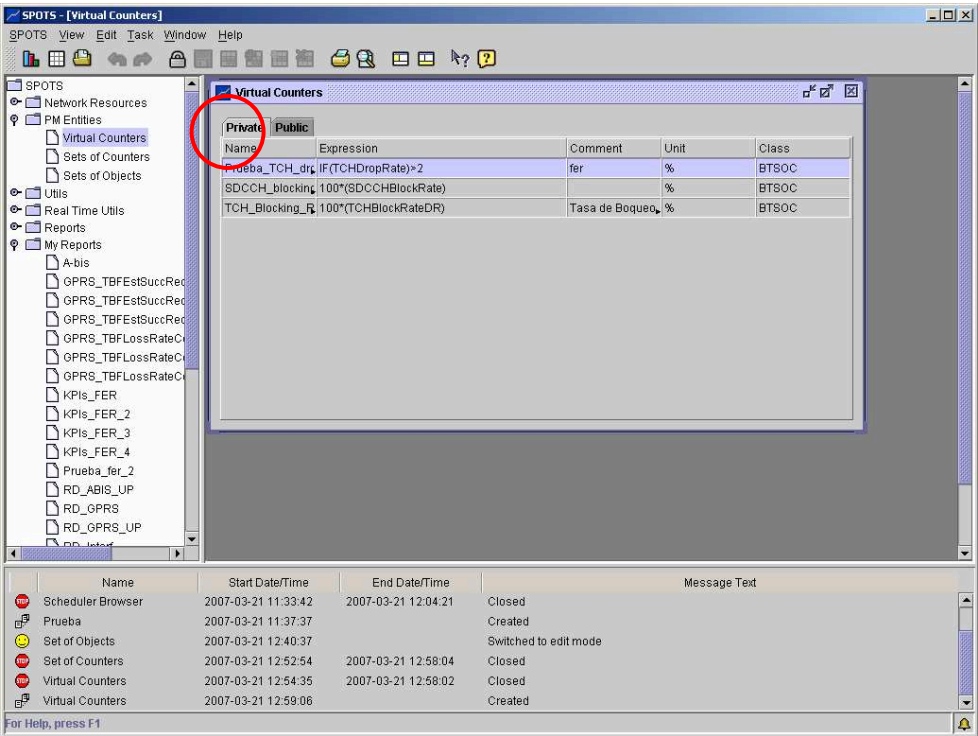 SPOTS - [Virtual Counters]
SPOTS View Edit Task Window Help
SPOTS
Network Resources
PM Entities
Virtual Counters
Sets of Counters
Sets of Objects
Utils
Real Time Utils
Reports
My Reports
A-bis
GPRS_TBFEstSuccRec
GPRS_TBFEstSuccRec
GPRS_TBFEstSuccRec
GPRS_TBFLossRateC
GPRS_TBFLossRateC
GPRS_TBFLossRateC
KPIs_FER
KPIs_FER_2
KPIs_FER_3
KPIs_FER_4
Prueba_fer_2
RD_ABIS_UP
RD_GPRS
RD_GPRS_UP
Virtual Counters
Private Public
Name Expression Comment Unit Class
Prueba_TCH_dr IF(TCHDropRate)>2 fer % BTSOC
SDCCH_blocking 100*(SDCCHBlockRate) % BTSOC
TCH_Blocking_R 100*(TCHBlockRateDR) Tasa de Boqueo % BTSOC
Name Start Date/Time End Date/Time Message Text
Scheduler Browser 2007-03-21 11:33:42 2007-03-21 12:04:21 Closed
Prueba 2007-03-21 11:37:37 Created
Set of Objects 2007-03-21 12:40:37 Switched to edit mode
Set of Counters 2007-03-21 12:52:54 2007-03-21 12:58:04 Closed
Virtual Counters 2007-03-21 12:54:35 2007-03-21 12:58:02 Closed
Virtual Counters 2007-03-21 12:59:06 Created
For Help, press F1